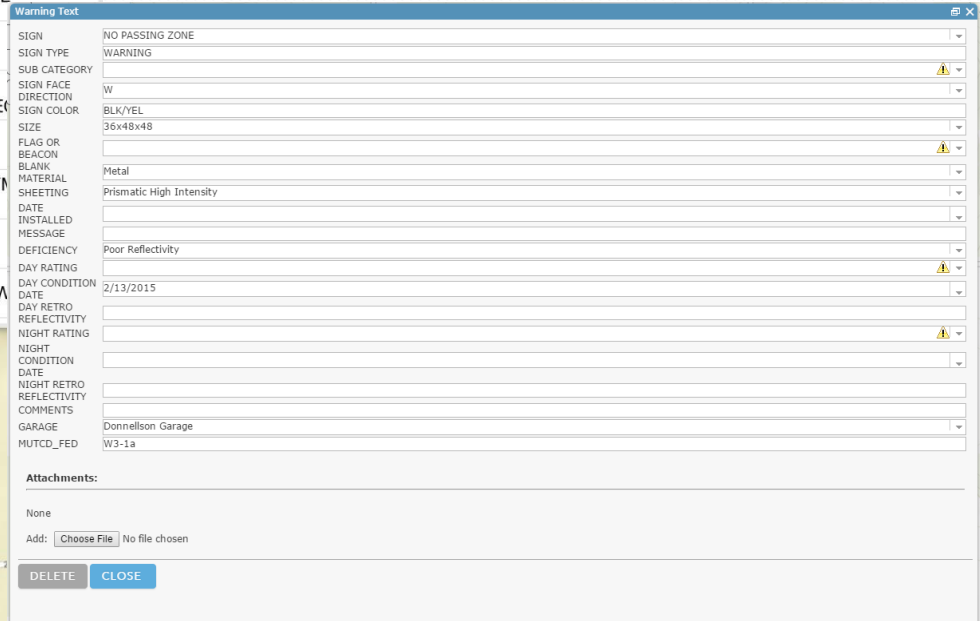 Warning Text
SIGN NO PASSING ZONE
SIGN TYPE WARNING
SUB CATEGORY
SIGN FACE
DIRECTION W
SIGN COLOR BLK/YEL
SIZE 36x48x48
FLAG OR
BEACON
BLANK
MATERIAL Metal
SHEETING Prismatic High Intensity
DATE
INSTALLED
MESSAGE
DEFICIENCY Poor Reflectivity
DAY RATING
DAY CONDITION
DATE 2/13/2015
DAY RETRO
REFLECTIVITY
NIGHT RATING
NIGHT
CONDITION
DATE
NIGHT RETRO
REFLECTIVITY
COMMENTS
GARAGE Donnellson Garage
MUTCD_FED W3-1a
Attachments:
None
Add: Choose File No file chosen
DELETE CLOSE